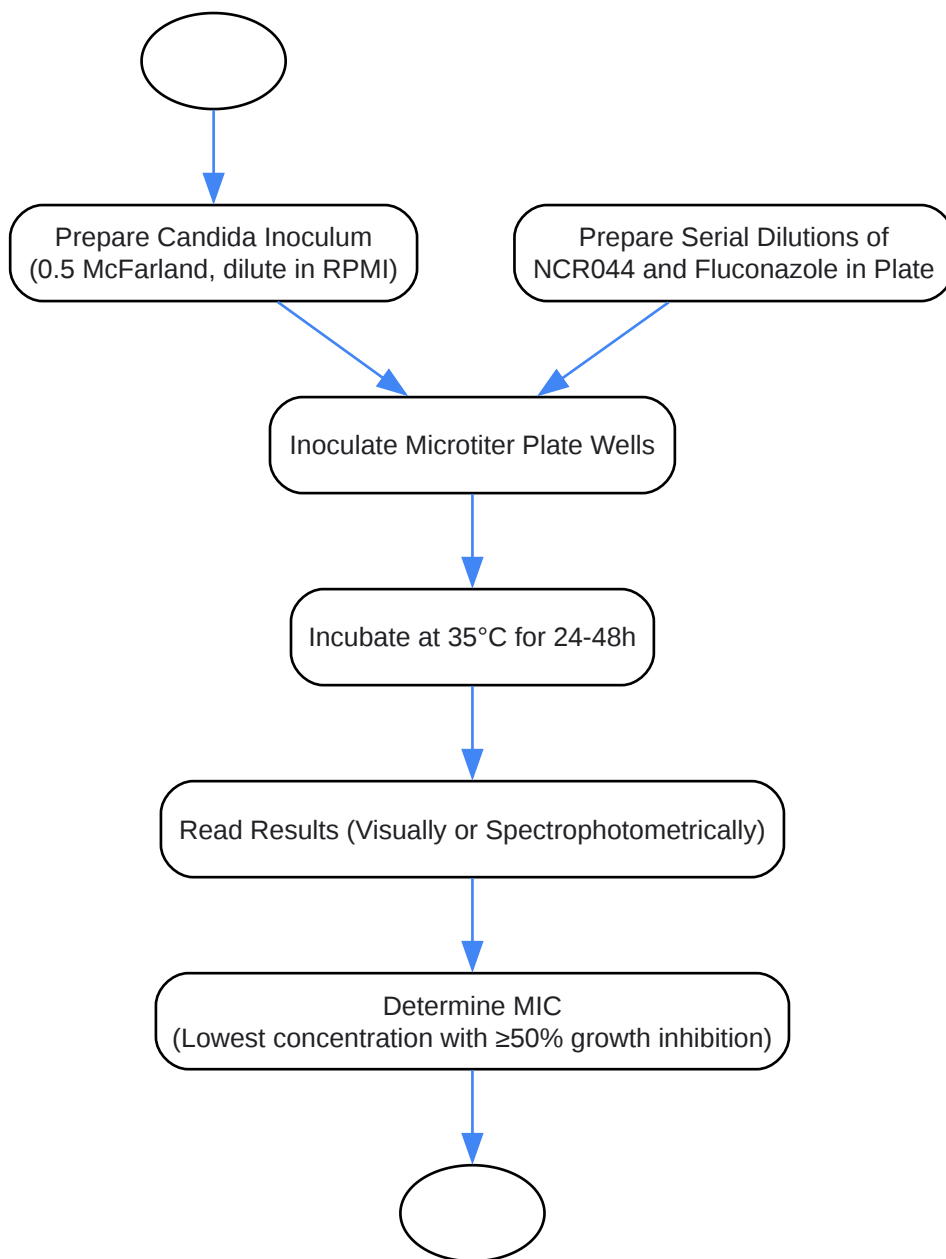 Prepare Candida Inoculum
(0.5 McFarland, dilute in RPMI)
Prepare Serial Dilutions of
NCR044 and Fluconazole in Plate
Inoculate Microtiter Plate Wells
Incubate at 35°C for 24-48h
Read Results (Visually or Spectrophotometrically)
Determine MIC
(Lowest concentration with ≥50% growth inhibition)